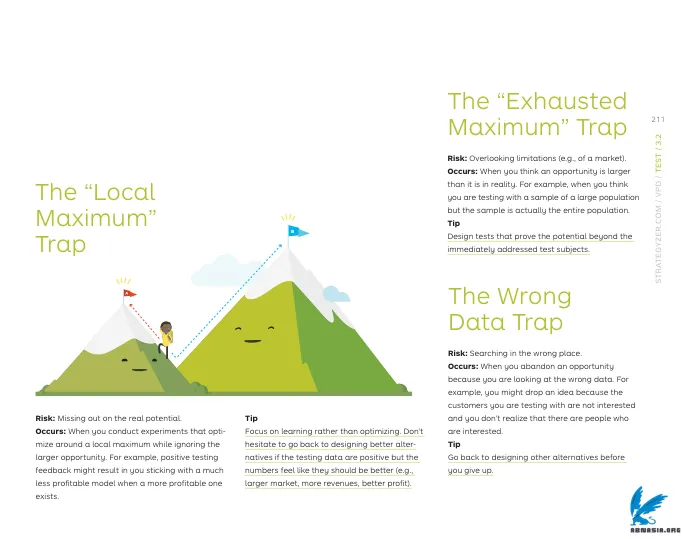 The “Local
Maximum”
Trap
A
B
Risk: Missing out on the real potential.
Occurs: When you conduct experiments that opti-
mize around a local maximum while ignoring the
larger opportunity. For example, positive testing
feedback might result in you sticking with a much
less profitable model when a more profitable one
exists.
Tip
Focus on learning rather than optimizing. Don’t
hesitate to go back to designing better alter-
natives if the testing data are positive but the
numbers feel like they should be better (e.g.,
larger market, more revenues, better profit).
The “Exhausted
Maximum” Trap
Risk: Overlooking limitations (e.g., of a market).
Occurs: When you think an opportunity is larger
than it is in reality. For example, when you think
you are testing with a sample of a large population
but the sample is actually the entire population.
Tip
Design tests that prove the potential beyond the
immediately addressed test subjects.
The Wrong
Data Trap
Risk: Searching in the wrong place.
Occurs: When you abandon an opportunity
because you are looking at the wrong data. For
example, you might drop an idea because the
customers you are testing with are not interested
and you don’t realize that there are people who
are interested.
Tip
Go back to designing other alternatives before
you give up.
211
STRATEGYZER.COM / VPD / TEST / 3.2
ABNASIA.ORG